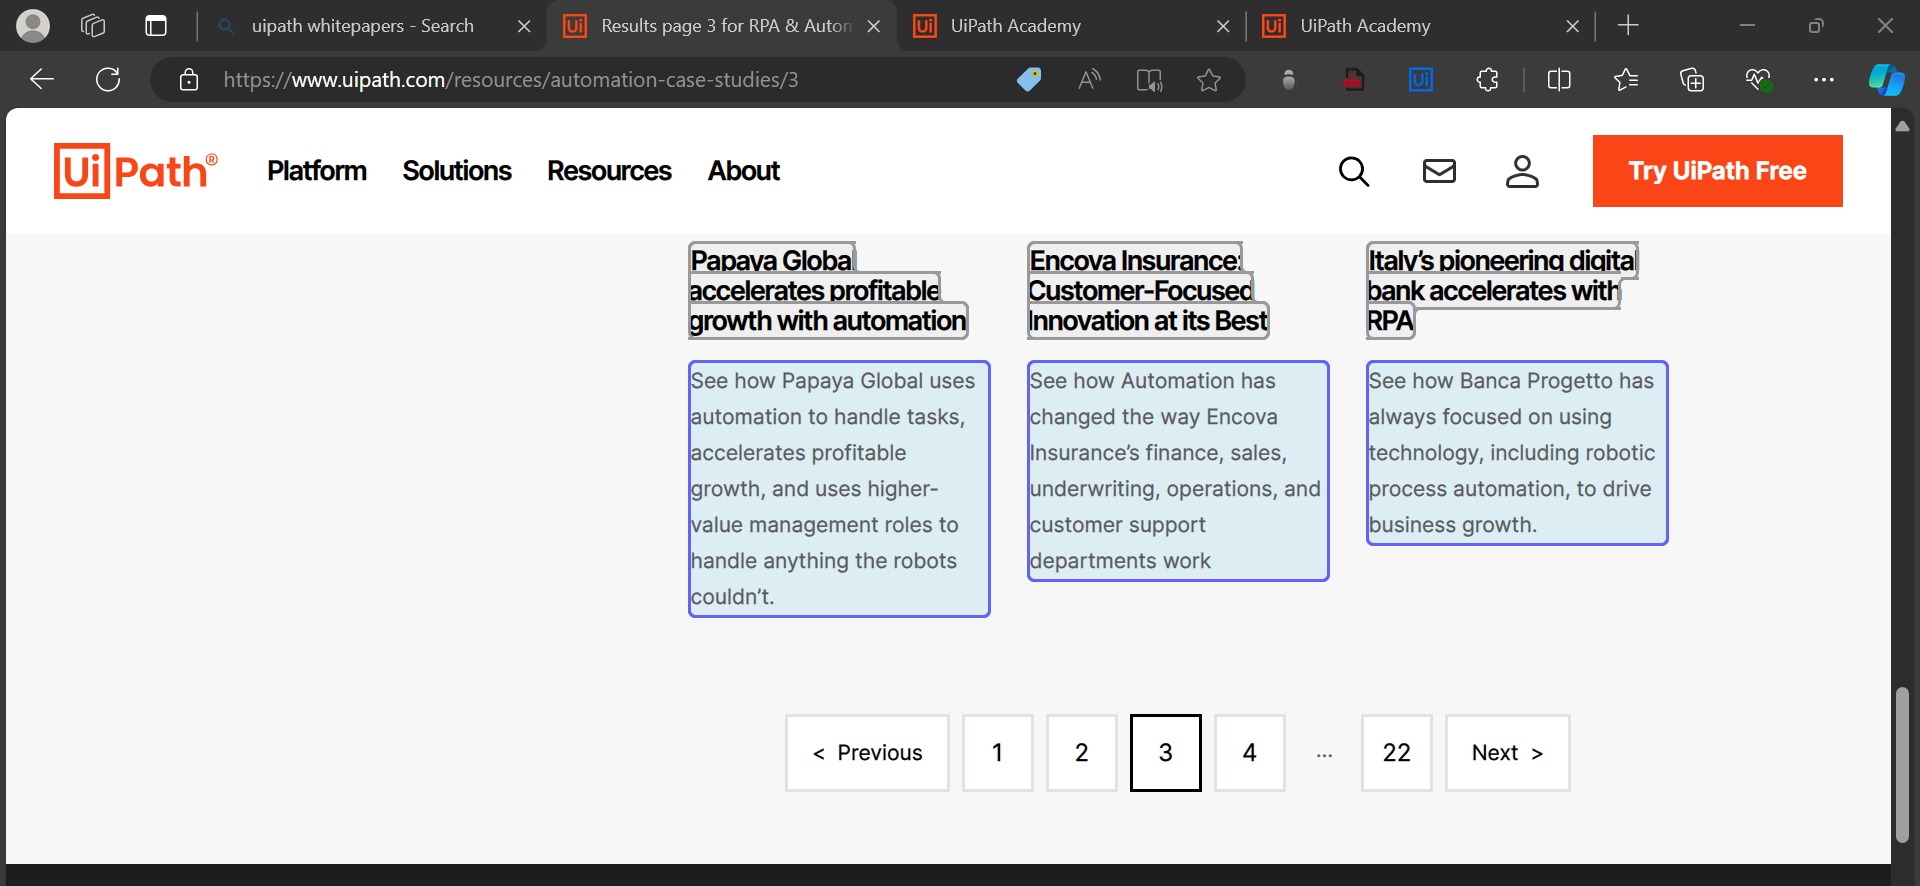 uipath whitepapers - Search
Results page 3 for RPA & Autom
UiPath Academy
UiPath Academy
https://www.uipath.com/resources/automation-case-studies/3
UiPath®
Platform
Solutions
Resources
About
Try UiPath Free
Papaya Global
accelerates profitable
growth with automation
See how Papaya Global uses
automation to handle tasks,
accelerates profitable
growth, and uses higher-
value management roles to
handle anything the robots
couldn’t.
Encova Insurance:
Customer-Focused
Innovation at its Best
See how Automation has
changed the way Encova
Insurance’s finance, sales,
underwriting, operations, and
customer support
departments work
Italy’s pioneering digital
bank accelerates with
RPA
See how Banca Progetto has
always focused on using
technology, including robotic
process automation, to drive
business growth.
< Previous
1
2
3
4
...
22
Next >